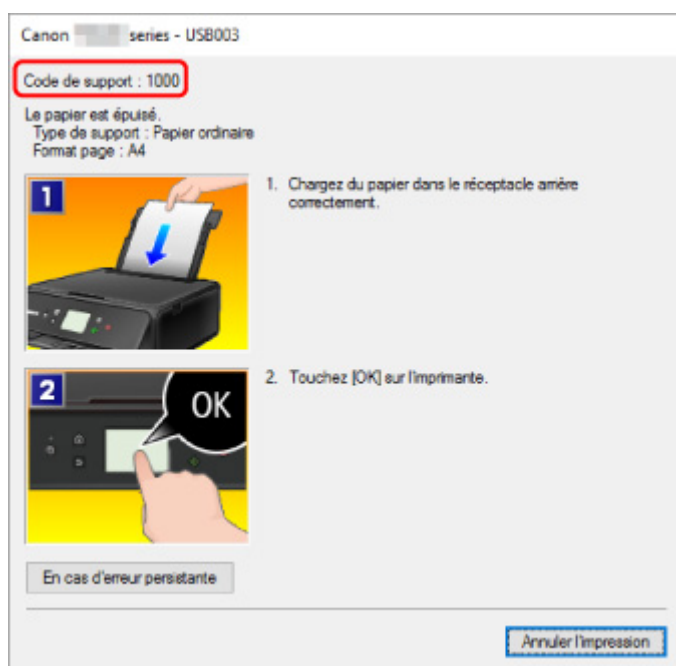 Canon series - USB003
Code de support : 1000
Le papier est épuisé.
Type de support : Papier ordinaire
Format page : A4
1
1. Chargez du papier dans le réceptacle arrière
correctement.
2
OK
2. Touchez [OK] sur l'imprimante.
En cas d'erreur persistante
Annuler l'impression